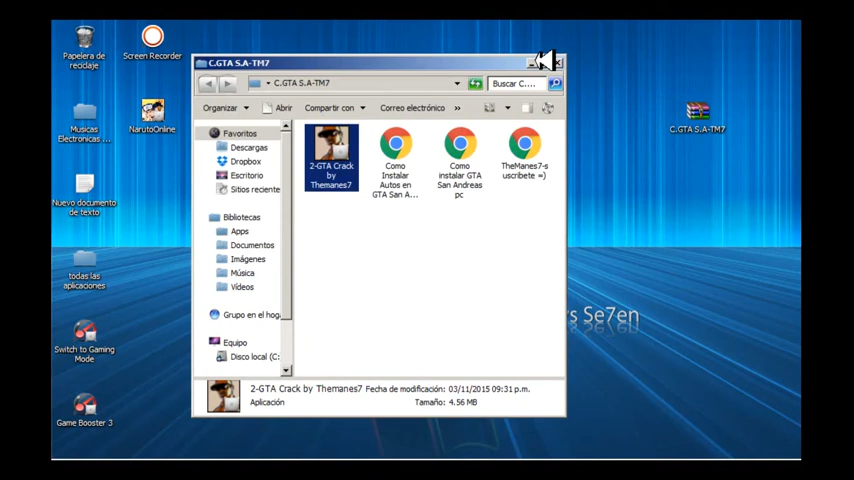 Papelera de
reciclaje
Screen Recorder
Musicas
Electronicas ...
NarutoOnline
Nuevo documento
de texto
todas las
aplicaciones
Switch to Gaming
Mode
Game Booster 3
C.GTA S.A-TM7
C.GTA S.A-TM7
Buscar C....
Organizar
Abrir
Compartir con
Correo electrónico
»
Favoritos
Descargas
Dropbox
Escritorio
Sitios reciente
Bibliotecas
Apps
Documentos
Imágenes
Música
Vídeos
Grupo en el hog
Equipo
Disco local (C:
2-GTA Crack
by
Themanes7
Como
Instalar
Autos en
GTA San A...
Como
instalar GTA
San Andreas
pc
TheManes7-s
uscribete =)
2-GTA Crack by Themanes7 Fecha de modificación: 03/11/2015 09:31 p.m.
Aplicación
Tamaño: 4.56 MB
C.GTA S.A-TM7
s Se7en